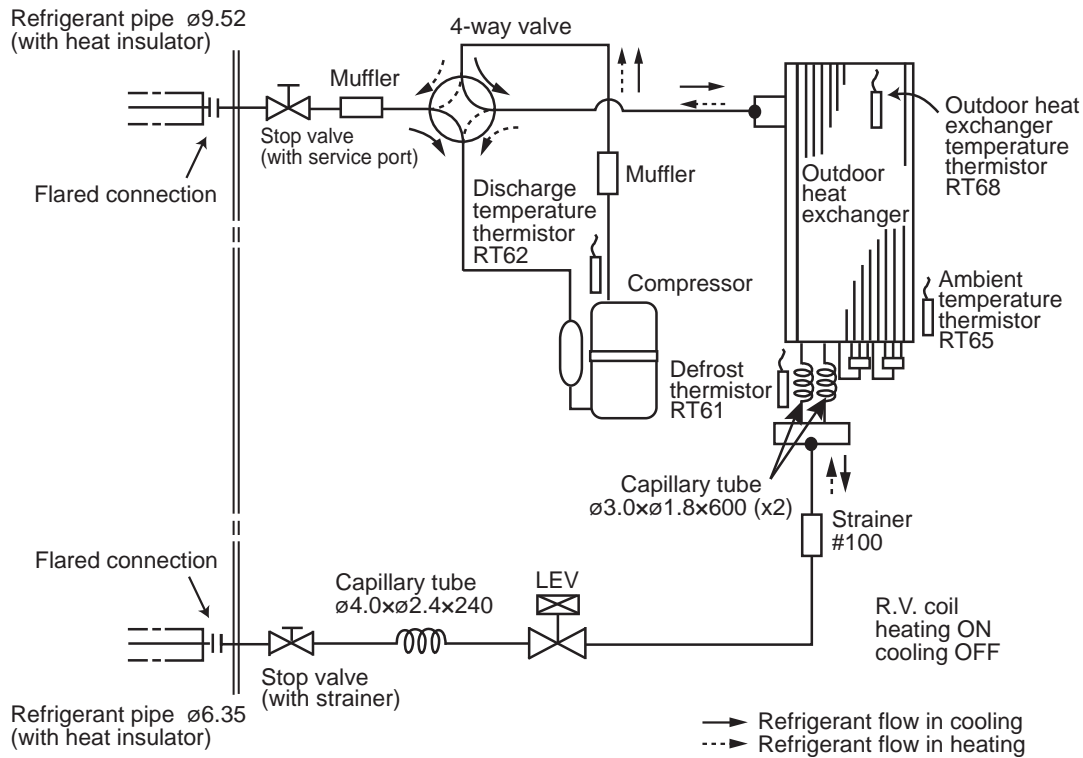 Refrigerant pipe ø9.52
(with heat insulator)
4-way valve
Muffler
Stop valve
(with service port)
Flared connection
Outdoor heat
exchanger
temperature
thermistor
RT68
Outdoor
heat
exchanger
Muffler
Discharge
temperature
thermistor
RT62
Compressor
Ambient
temperature
thermistor
RT65
Defrost
thermistor
RT61
Capillary tube
ø3.0×ø1.8×600 (x2)
Strainer
#100
Flared connection
Capillary tube
ø4.0×ø2.4×240
LEV
R.V. coil
heating ON
cooling OFF
Stop valve
(with strainer)
Refrigerant pipe ø6.35
(with heat insulator)
Refrigerant flow in cooling
Refrigerant flow in heating